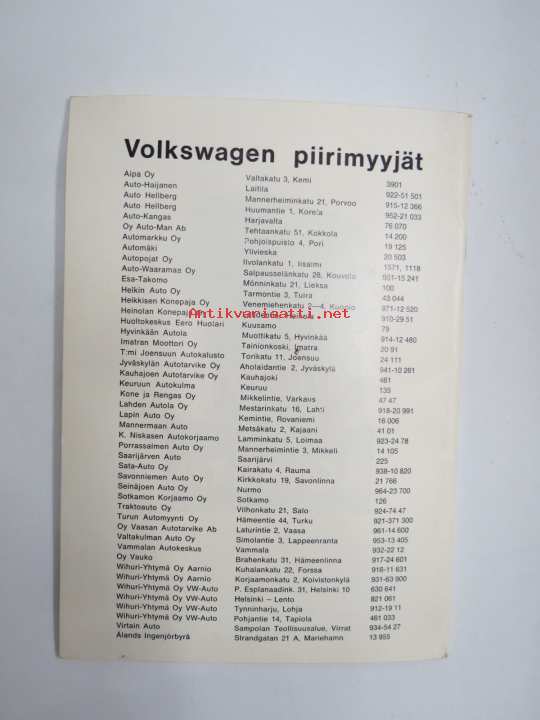 Volkswagen piirimyyjät
Aipa Oy Valtakatu 3, Kemi 3901
Auto-Haijanen Laitila 922-51 501
Auto Hellberg Mannerheiminkatu 21, Porvoo 915-12 366
Auto Hellberg Huumantie 1, Korela 952-21 033
Auto-Kangas Harjavalta 76 070
Oy Auto-Man Ab Tehtaankatu 51, Kokkola 14 200
Automarkku Oy Pohjoispuisto 4, Pori 19 125
Automäki Ylivieska 20 503
Autopojat Oy Ilvolankatu 1, Iisalmi 1571, 1118
Auto-Waaramas Oy Salpausselänkatu 26, Kouvola 951-15 241
Esa-Takomo Mönninkatu 21, Lieksa 100
Helkin Auto Oy Tarmontie 3, Tuira 43 044
Heikkisen Konepaja Oy Venemiehenkatu 2–4, Kuopio 971-12 520
Heinolan Konepaja Heinola 910-29 51
Antikvariaatti.net
Huoltokeskus Eero Huolari Kuusamo 79
Hyvinkään Autola Muottikatu 5, Hyvinkää 914-12 460
Imatran Moottori Oy Tainionkoski, Imatra 20 91
T:mi Joensuun Autokalusto Torikatu 11, Joensuu 24 111
Jyväskylän Autotarvike Oy Aholaidantie 2, Jyväskylä 941-10 261
Kauhajoen Autotarvike Oy Kauhajoki 481
Keuruun Autokulma Keuruu 135
Kone ja Rengas Oy Mikkelintie, Varkaus 47 47
Lahden Autola Oy Mestarinkatu 16, Lahti 918-20 991
Lapin Auto Oy Kemintie, Rovaniemi 16 006
Mannermaan Auto Metsäkatu 2, Kajaani 41 01
K. Niskasen Autokorjaamo Lamminkatu 5, Loimaa 923-24 78
Porrassalmen Auto Oy Mannerheimintie 3, Mikkeli 14 105
Saarijärven Auto Saarijärvi 225
Sata-Auto Oy Kairakatu 4, Rauma 938-10 820
Savonniemen Auto Oy Kirkkokatu 19, Savonlinna 21 766
Seinäjoen Auto Oy Nurmo 964-23 700
Sotkamon Korjaamo Oy Sotkamo 126
Traktoauto Oy Vilhonkatu 21, Salo 924-74 47
Turun Automyynti Oy Hämeentie 44, Turku 921-371 300
Oy Vaasan Autotarvike Ab Laturintie 2, Vaasa 961-14 600
Valtakulman Auto Oy Simolantie 3, Lappeenranta 953-13 405
Vammalan Autokeskus Vammala 932-22 12
Oy Vauko Brahenkatu 31, Hämeenlinna 917-24 601
Wihuri-Yhtymä Oy Aarnio Kuhalankatu 22, Forssa 918-11 631
Wihuri-Yhtymä Oy Aarnio Korjaamonkatu 2, Koivistonkylä 931-63 900
Wihuri-Yhtymä Oy VW-Auto P. Esplanaadink. 31, Helsinki 10 630 641
Wihuri-Yhtymä Oy VW-Auto Helsinki – Lento 821 061
Wihuri-Yhtymä Oy VW-Auto Tynninharju, Lohja 912-19 11
Wihuri-Yhtymä Oy VW-Auto Pohjantie 14, Tapiola 461 033
Virtain Auto Sampolan Teollisuusalue, Virrat 934-54 27
Ålands Ingenjörbyrå Strandgatan 21 A, Mariehamn 13 955